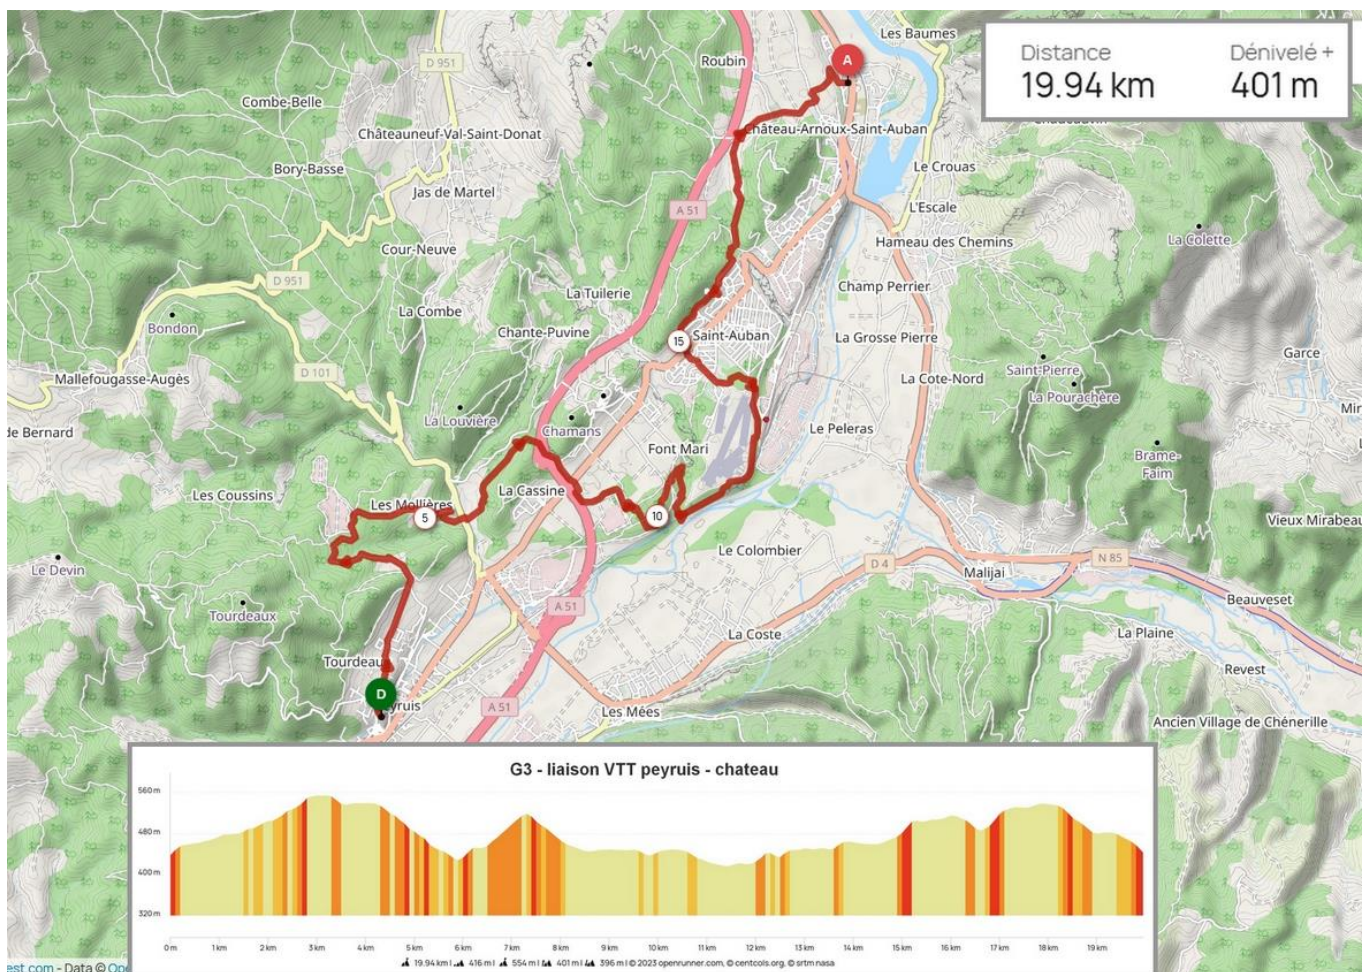 Les Baumes
D 951
Roubin
A
Distance
Dénivelé +
19.94 km
401 m
Combe-Belle
Châteauneuf-Val-Saint-Donat
Château-Arnoux-Saint-Auban
Bory-Basse
Le Crouas
Jas de Martel
A 51
L'Escale
La Colette
Cour-Neuve
Hameau des Chemins
D 951
La Tuilerie
Champ Perrier
La Combe
Bondon
Chante-Puvine
15
Saint-Auban
La Grosse Pierre
Garce
D 101
Saint-Pierre
Mallefougasse-Augès
La Cote-Nord
La Pourachère
La Louvière
de Bernard
Chamans
Le Peleras
Font Mari
Brame-
Faim
Les Coussins
La Cassine
Les Mollières
5
10
Vieux Mirabeau
Le Colombier
Le Devin
D 4
Malijai
N 85
A 51
Beauveset
Tourdeaux
La Coste
La Plaine
Tourdeau
Revest
D
A 51
Les Mées
Ancien Village de Chénerille
G3 - liaison VTT peyruis - chateau
560 m
480 m
400 m
320 m
0 m 1 km 2 km 3 km 4 km 5 km 6 km 7 km 8 km 9 km 10 km 11 km 12 km 13 km 14 km 15 km 16 km 17 km 18 km 19 km
19.94 km | 416 m | 554 m | 401 m | 396 m | © 2023 openrunner.com, © centcols.org, © srtm nasa
est.com - Data © Op